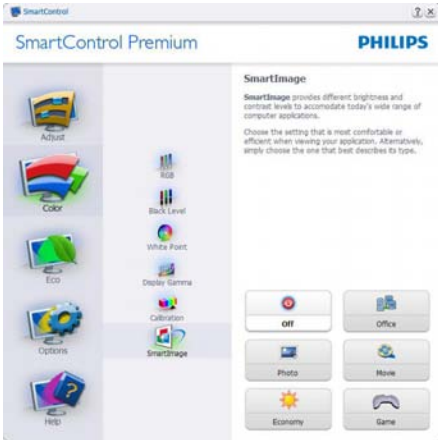 SmartControl
? x
SmartControl Premium
PHILIPS
Adjust
Color
Eco
Options
Help
RGB
Black Level
White Point
Display Gamma
Calibration
SmartImage
SmartImage
SmartImage provides different brightness and
contrast levels to accomodate today's wide range of
computer applications.
Choose the setting that is most comfortable or
efficient when viewing your application. Alternatively,
simply choose the one that best describes its type.
Off
Office
Photo
Movie
Economy
Game